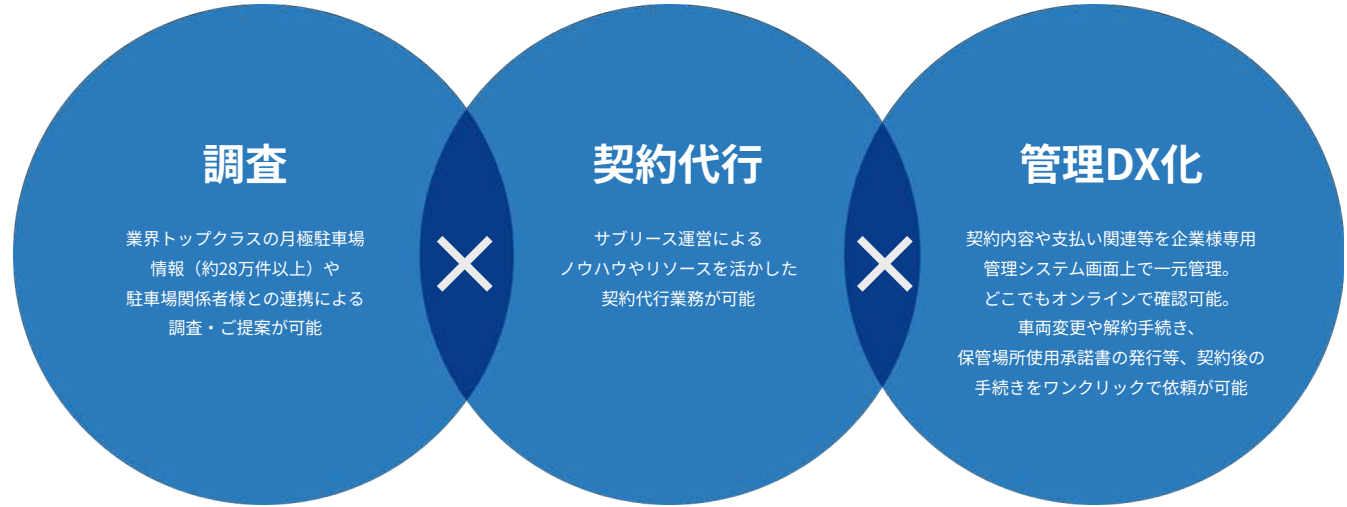 調査
業界トップクラスの月極駐車場
情報（約28万件以上）や
駐車場関係者様との連携による
調査・ご提案が可能
×
契約代行
サブリース運営による
ノウハウやリソースを活かした
契約代行業務が可能
×
管理DX化
契約内容や支払い関連等を企業様専用
管理システム画面上で一元管理。
どこでもオンラインで確認可能。
車両変更や解約手続き、
保管場所使用承諾書の発行等、契約後の
手続きをワンクリックで依頼が可能